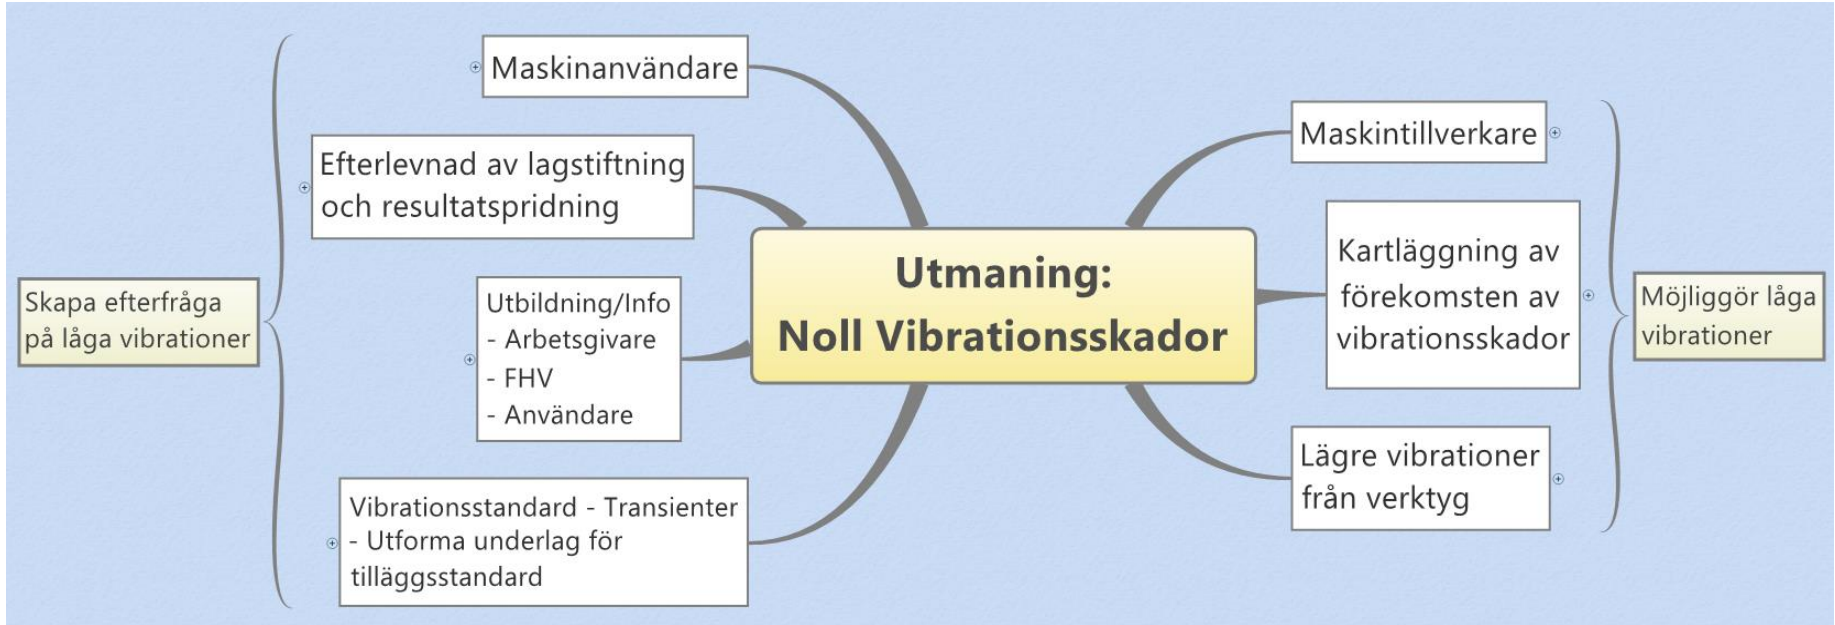 Skapa efterfråga
på låga vibrationer
Maskinanvändare
Efterlevnad av lagstiftning
och resultatspridning
Utbildning/Info
- Arbetsgivare
- FHV
- Användare
Vibrationsstandard - Transienter
- Utforma underlag för
tilläggsstandard
Utmaning:
Noll Vibrationsskador
Maskintillverkare
Kartläggning av
förekomsten av
vibrationsskador
Lägre vibrationer
från verktyg
Möjliggör låga
vibrationer